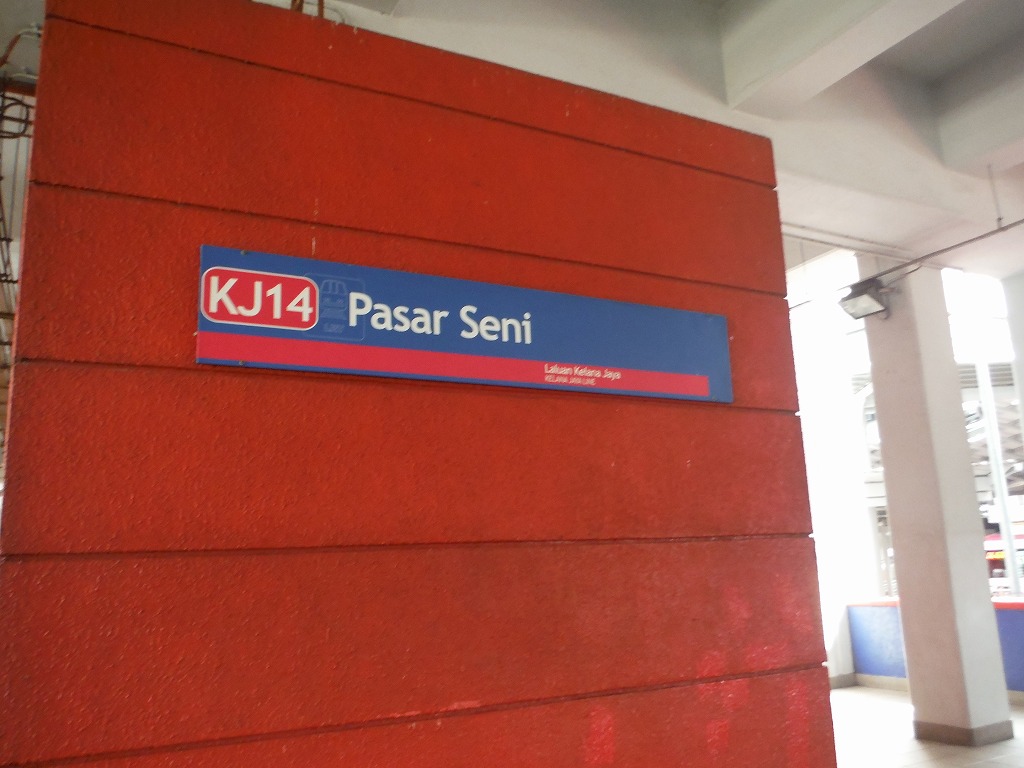 KJ14 Pasar Seni
Laluan Kelana Jaya
KELANA JAYA LINE